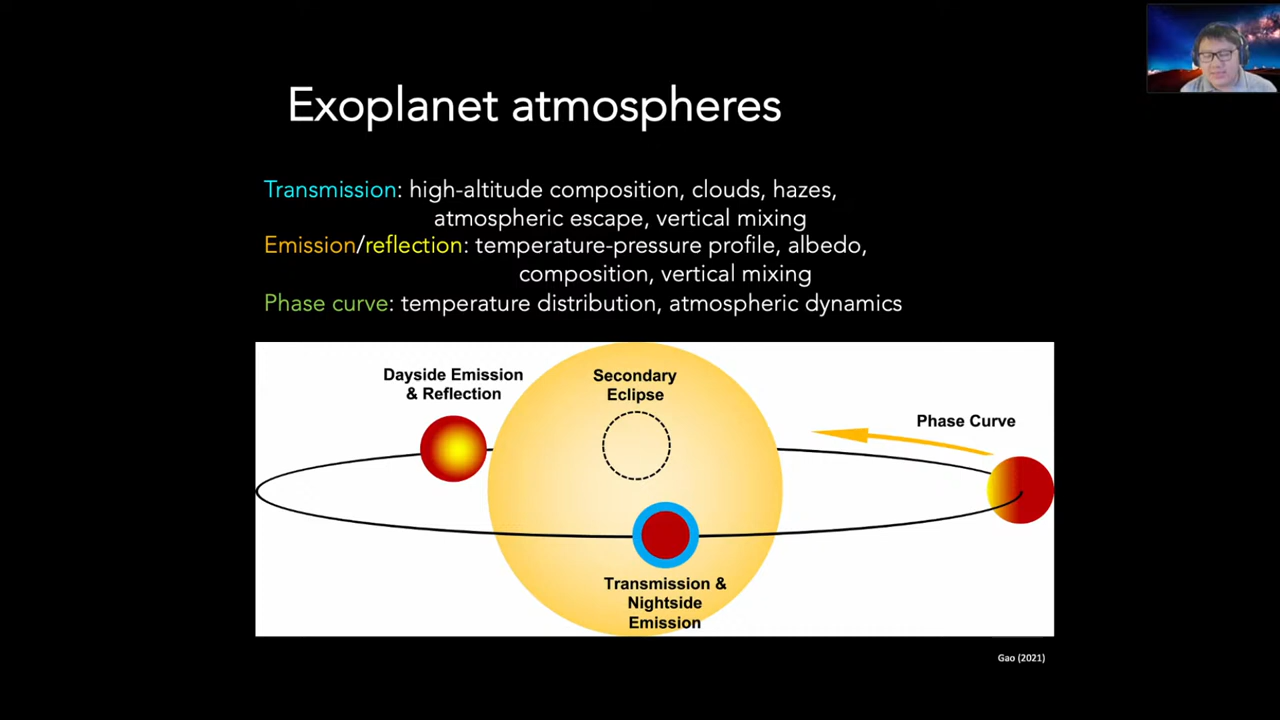 Exoplanet atmospheres
Transmission: high-altitude composition, clouds, hazes,
atmospheric escape, vertical mixing
Emission/reflection: temperature-pressure profile, albedo,
composition, vertical mixing
Phase curve: temperature distribution, atmospheric dynamics
Dayside Emission
& Reflection
Secondary
Eclipse
Phase Curve
Transmission &
Nightside
Emission
Gao (2021)